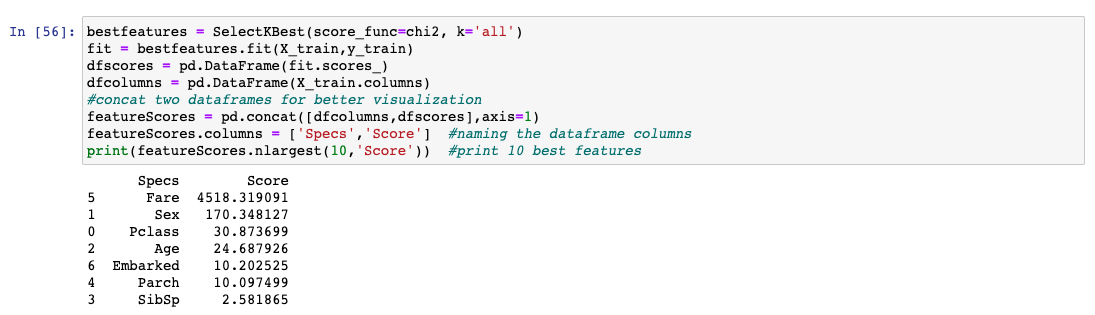 In [56]: bestfeatures = SelectKBest(score_func=chi2, k='all')
fit = bestfeatures.fit(X_train,y_train)
dfscores = pd.DataFrame(fit.scores_)
dfcolumns = pd.DataFrame(X_train.columns)
#concat two dataframes for better visualization
featureScores = pd.concat([dfcolumns,dfscores],axis=1)
featureScores.columns = ['Specs','Score']  #naming the dataframe columns
print(featureScores.nlargest(10,'Score'))  #print 10 best features
Specs Score
5 Fare 4518.319091
1 Sex 170.348127
0 Pclass 30.873699
2 Age 24.687926
6 Embarked 10.202525
4 Parch 10.097499
3 SibSp 2.581865